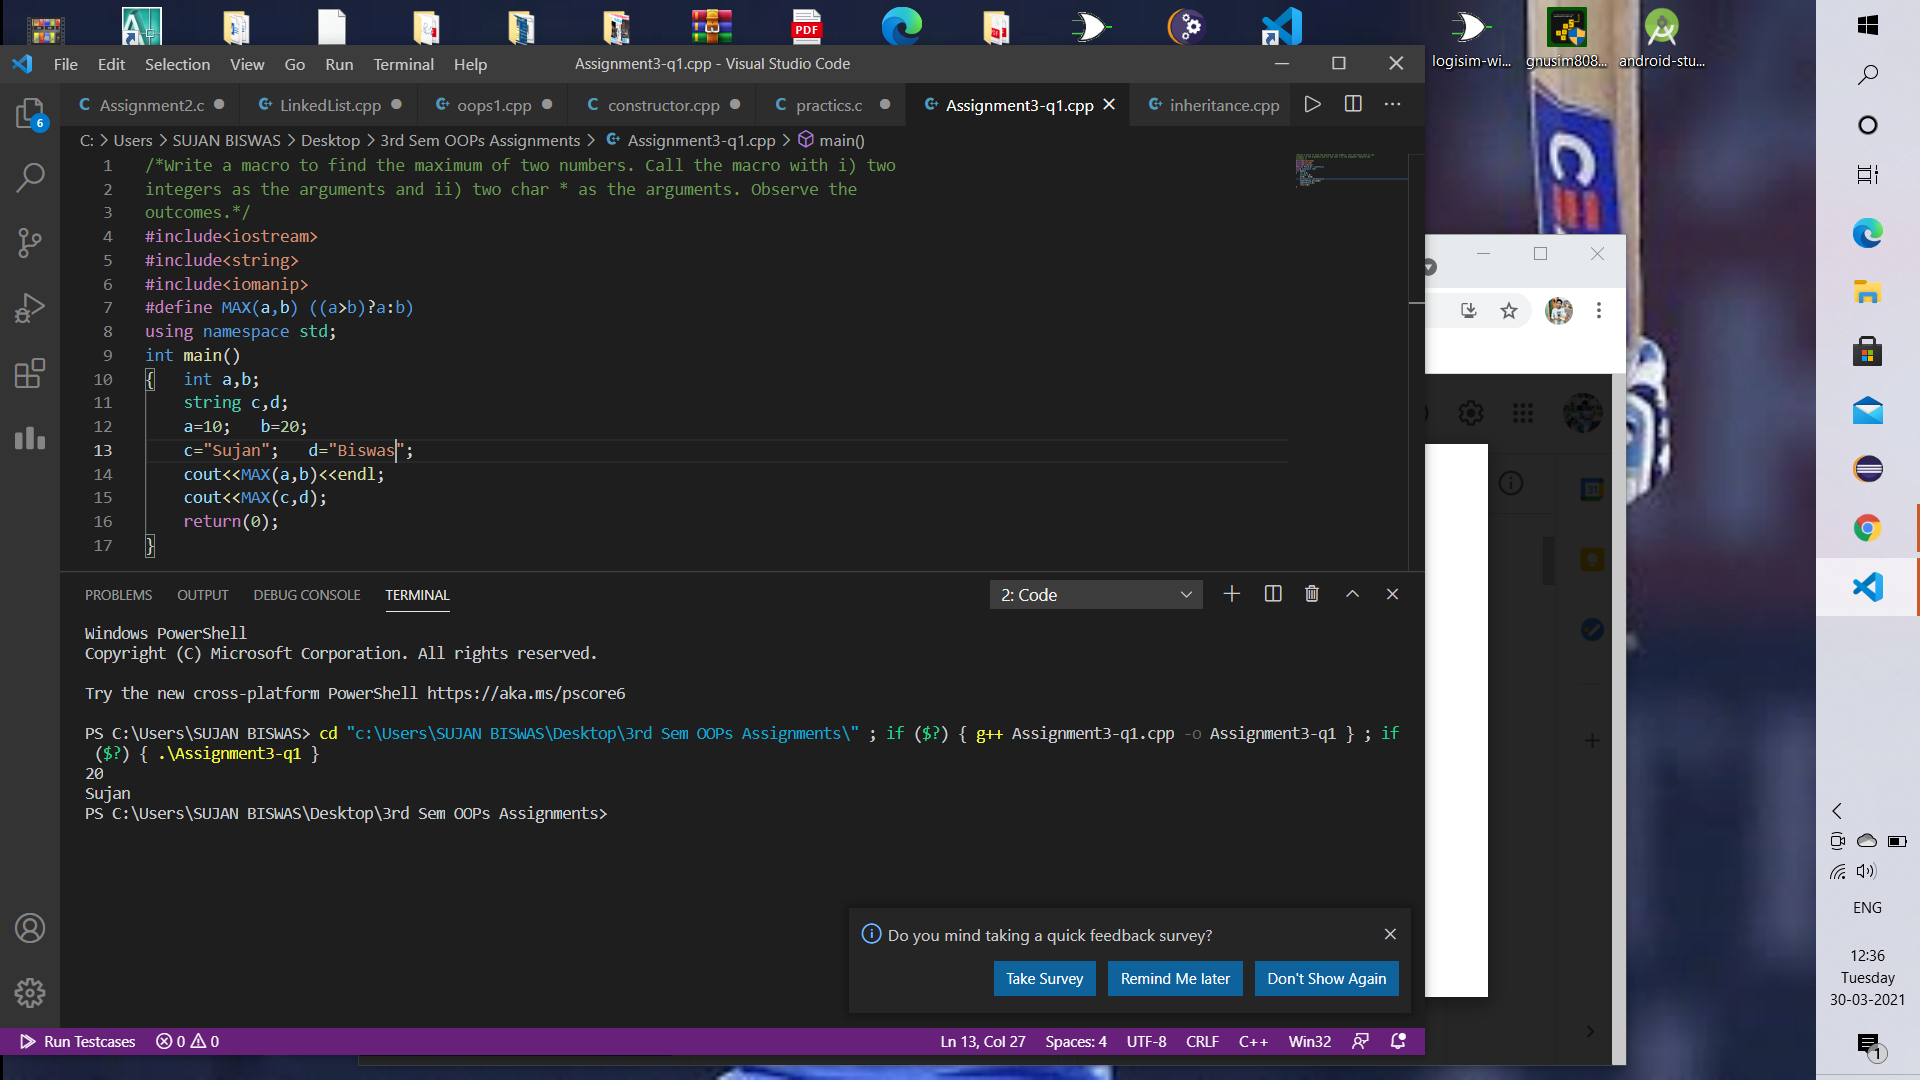 PDF
logisim-wi...
gnusim808...
android-stu...
File Edit Selection View Go Run Terminal Help
Assignment3-q1.cpp - Visual Studio Code
Assignment2.c
LinkedList.cpp
oops1.cpp
constructor.cpp
practics.c
Assignment3-q1.cpp
inheritance.cpp
C: > Users > SUJAN BISWAS > Desktop > 3rd Sem OOPs Assignments > Assignment3-q1.cpp > main()
6
1 /*Write a macro to find the maximum of two numbers. Call the macro with i) two
2 integers as the arguments and ii) two char * as the arguments. Observe the
3 outcomes.*/
4 #include<iostream>
5 #include<string>
6 #include<iomanip>
7 #define MAX(a,b) ((a>b)?a:b)
8 using namespace std;
9 int main()
10 {   int a,b;
11     string c,d;
12     a=10;   b=20;
13     c="Sujan";   d="Biswas";
14     cout<<MAX(a,b)<<endl;
15     cout<<MAX(c,d);
16     return(0);
17 }
PROBLEMS OUTPUT DEBUG CONSOLE TERMINAL
2: Code
Windows PowerShell
Copyright (C) Microsoft Corporation. All rights reserved.
Try the new cross-platform PowerShell https://aka.ms/pscore6
PS C:\Users\SUJAN BISWAS> cd "c:\Users\SUJAN BISWAS\Desktop\3rd Sem OOPs Assignments\" ; if ($?) { g++ Assignment3-q1.cpp -o Assignment3-q1 } ; if
($?) { .\Assignment3-q1 }
20
Sujan
PS C:\Users\SUJAN BISWAS\Desktop\3rd Sem OOPs Assignments>
Do you mind taking a quick feedback survey?
Take Survey
Remind Me later
Don't Show Again
Run Testcases 0 0
Ln 13, Col 27 Spaces: 4 UTF-8 CRLF C++ Win32
31
ENG
12:36
Tuesday
30-03-2021
1